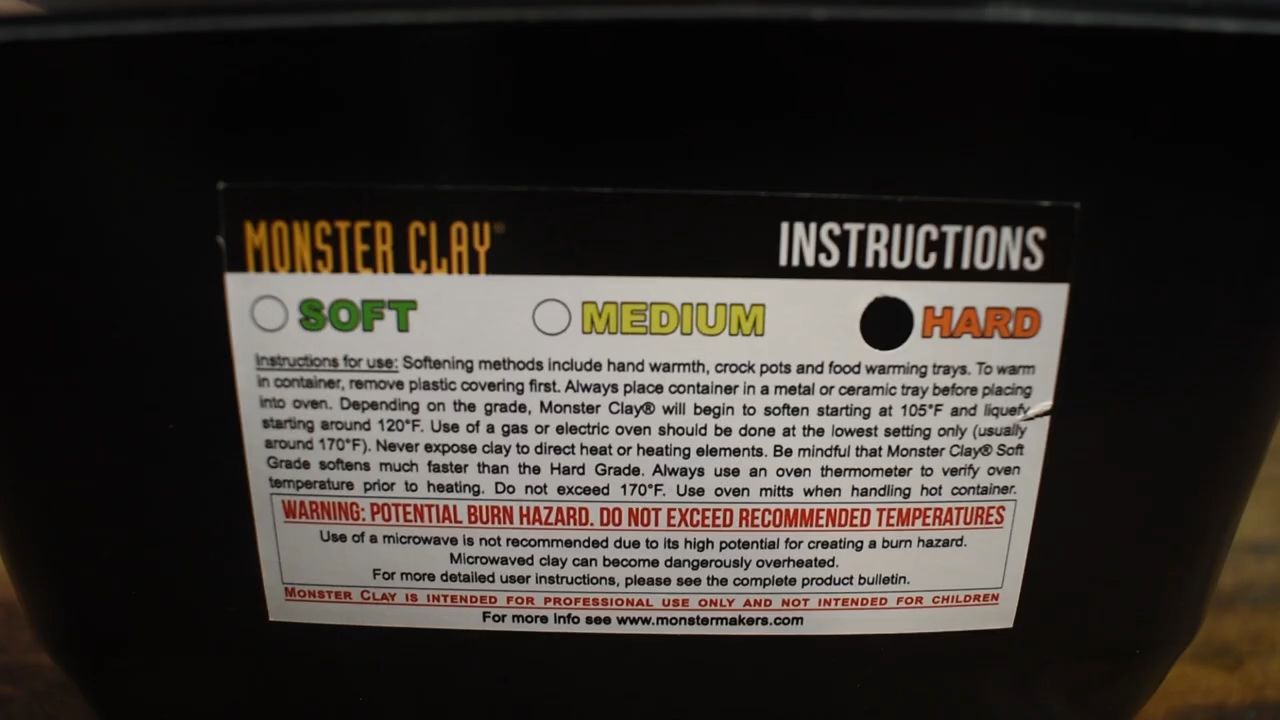 MONSTER CLAY® INSTRUCTIONS
SOFT MEDIUM HARD
Instructions for use: Softening methods include hand warmth, crock pots and food warming trays. To warm
in container, remove plastic covering first. Always place container in a metal or ceramic tray before placing
into oven. Depending on the grade, Monster Clay® will begin to soften starting at 105°F and liquefy
starting around 120°F. Use of a gas or electric oven should be done at the lowest setting only (usually
around 170°F). Never expose clay to direct heat or heating elements. Be mindful that Monster Clay® Soft
Grade softens much faster than the Hard Grade. Always use an oven thermometer to verify oven
temperature prior to heating. Do not exceed 170°F. Use oven mitts when handling hot container.
WARNING: POTENTIAL BURN HAZARD. DO NOT EXCEED RECOMMENDED TEMPERATURES
Use of a microwave is not recommended due to its high potential for creating a burn hazard.
Microwaved clay can become dangerously overheated.
For more detailed user instructions, please see the complete product bulletin.
MONSTER CLAY IS INTENDED FOR PROFESSIONAL USE ONLY AND NOT INTENDED FOR CHILDREN
For more info see www.monstermakers.com